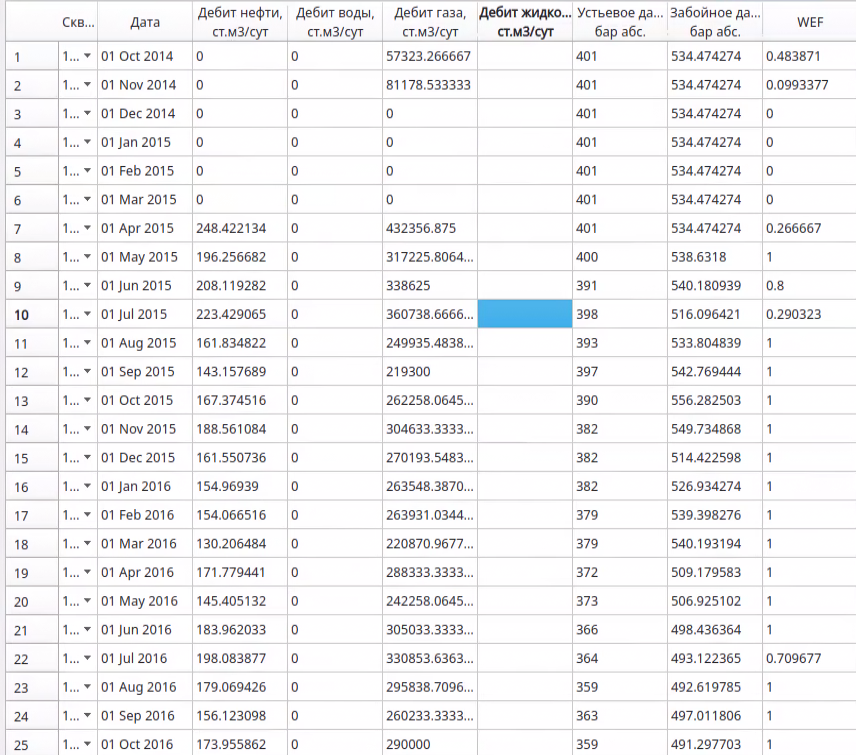 Скв... Дата Дебит нефти, ст.м3/сут Дебит воды, ст.м3/сут Дебит газа, ст.м3/сут Дебит жидко... ст.м3/сут Устьевое да... бар абс. Забойное да... бар абс. WEF
1 1... 01 Oct 2014 0 0 57323.266667 401 534.474274 0.483871
2 1... 01 Nov 2014 0 0 81178.533333 401 534.474274 0.0993377
3 1... 01 Dec 2014 0 0 0 401 534.474274 0
4 1... 01 Jan 2015 0 0 0 401 534.474274 0
5 1... 01 Feb 2015 0 0 0 401 534.474274 0
6 1... 01 Mar 2015 0 0 0 401 534.474274 0
7 1... 01 Apr 2015 248.422134 0 432356.875 401 534.474274 0.266667
8 1... 01 May 2015 196.256682 0 317225.8064... 400 538.6318 1
9 1... 01 Jun 2015 208.119282 0 338625 391 540.180939 0.8
10 1... 01 Jul 2015 223.429065 0 360738.6666... 398 516.096421 0.290323
11 1... 01 Aug 2015 161.834822 0 249935.4838... 393 533.804839 1
12 1... 01 Sep 2015 143.157689 0 219300 397 542.769444 1
13 1... 01 Oct 2015 167.374516 0 262258.0645... 390 556.282503 1
14 1... 01 Nov 2015 188.561084 0 304633.3333... 382 549.734868 1
15 1... 01 Dec 2015 161.550736 0 270193.5483... 382 514.422598 1
16 1... 01 Jan 2016 154.96939 0 263548.3870... 382 526.934274 1
17 1... 01 Feb 2016 154.066516 0 263931.0344... 379 539.398276 1
18 1... 01 Mar 2016 130.206484 0 220870.9677... 379 540.193194 1
19 1... 01 Apr 2016 171.779441 0 288333.3333... 372 509.179583 1
20 1... 01 May 2016 145.405132 0 242258.0645... 373 506.925102 1
21 1... 01 Jun 2016 183.962033 0 305033.3333... 366 498.436364 1
22 1... 01 Jul 2016 198.083877 0 330853.6363... 364 493.122365 0.709677
23 1... 01 Aug 2016 179.069426 0 295838.7096... 359 492.619785 1
24 1... 01 Sep 2016 156.123098 0 260233.3333... 363 497.011806 1
25 1... 01 Oct 2016 173.955862 0 290000 359 491.297703 1